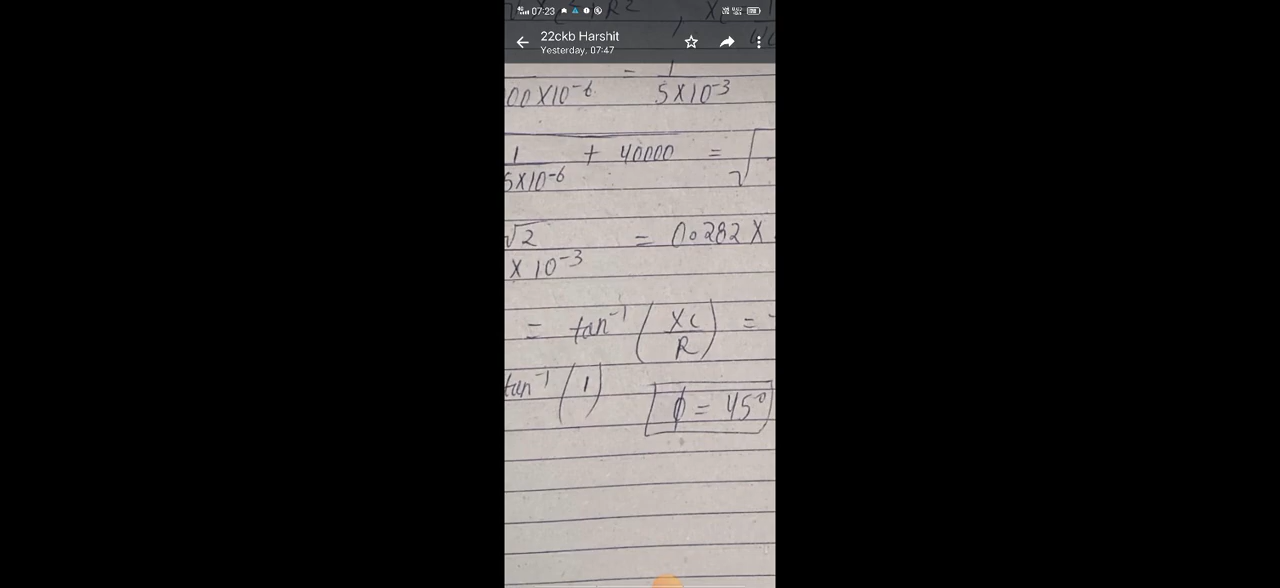 07:23
22ckb Harshit
Yesterday, 07:47
00 X 10⁻⁶ = 1 / 5 X 10⁻³
1 / 5X10⁻⁶ + 40000 = √
√2 / X 10⁻³ = 0.282 X
= tan⁻¹ ( XC / R ) =
tan⁻¹ ( 1 ) ϕ = 45°